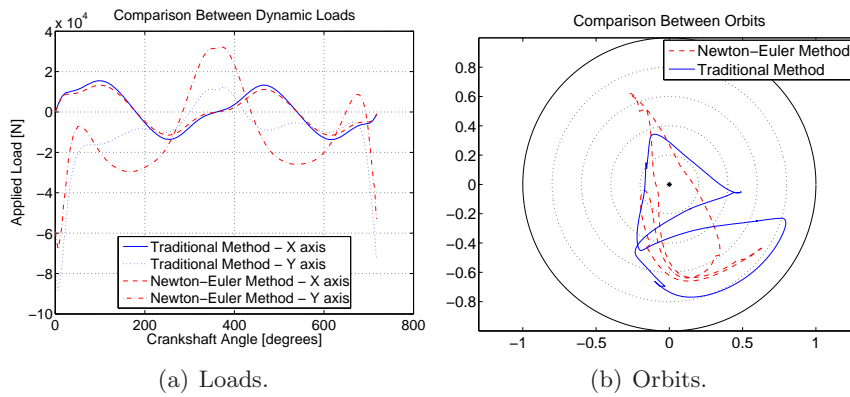 Comparison Between Dynamic Loads
x 10⁴
4
2
0
−2
−4
−6
−8
−10
Applied Load [N]
Traditional Method − X axis
Traditional Method − Y axis
Newton−Euler Method − X axis
Newton−Euler Method − Y axis
0 200 400 600 800
Crankshaft Angle [degrees]
(a) Loads.
Comparison Between Orbits
Newton−Euler Method
Traditional Method
0.8
0.6
0.4
0.2
0
−0.2
−0.4
−0.6
−0.8
−1 −0.5 0 0.5 1
(b) Orbits.